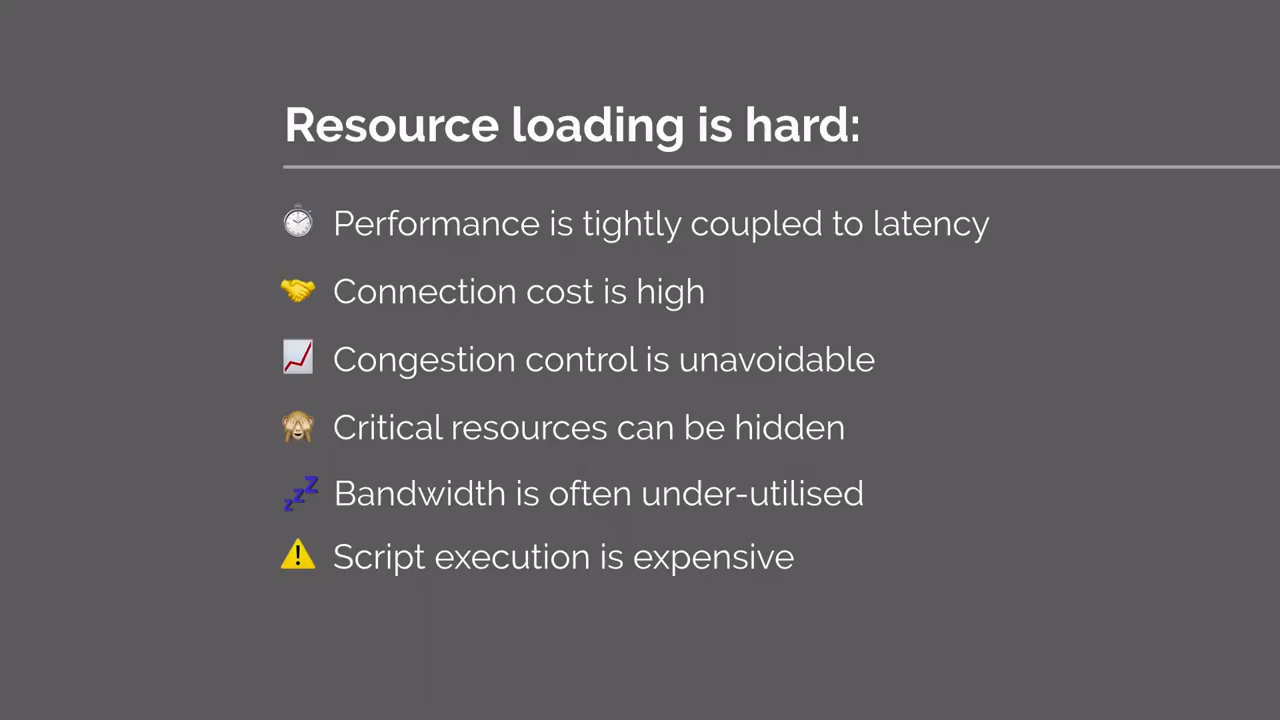 Resource loading is hard:
Performance is tightly coupled to latency
Connection cost is high
Congestion control is unavoidable
Critical resources can be hidden
Bandwidth is often under-utilised
Script execution is expensive